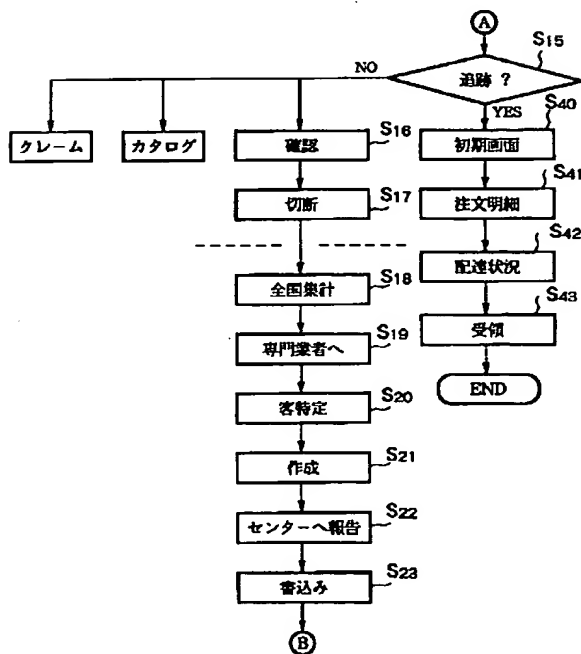 A
S15
追跡 ?
NO
YES
クレーム
カタログ
確認
S16
初期画面
S40
切断
S17
注文明細
S41
全国集計
S18
配達状況
S42
専門業者へ
S19
受領
S43
END
客特定
S20
作成
S21
センターへ報告
S22
書込み
S23
B